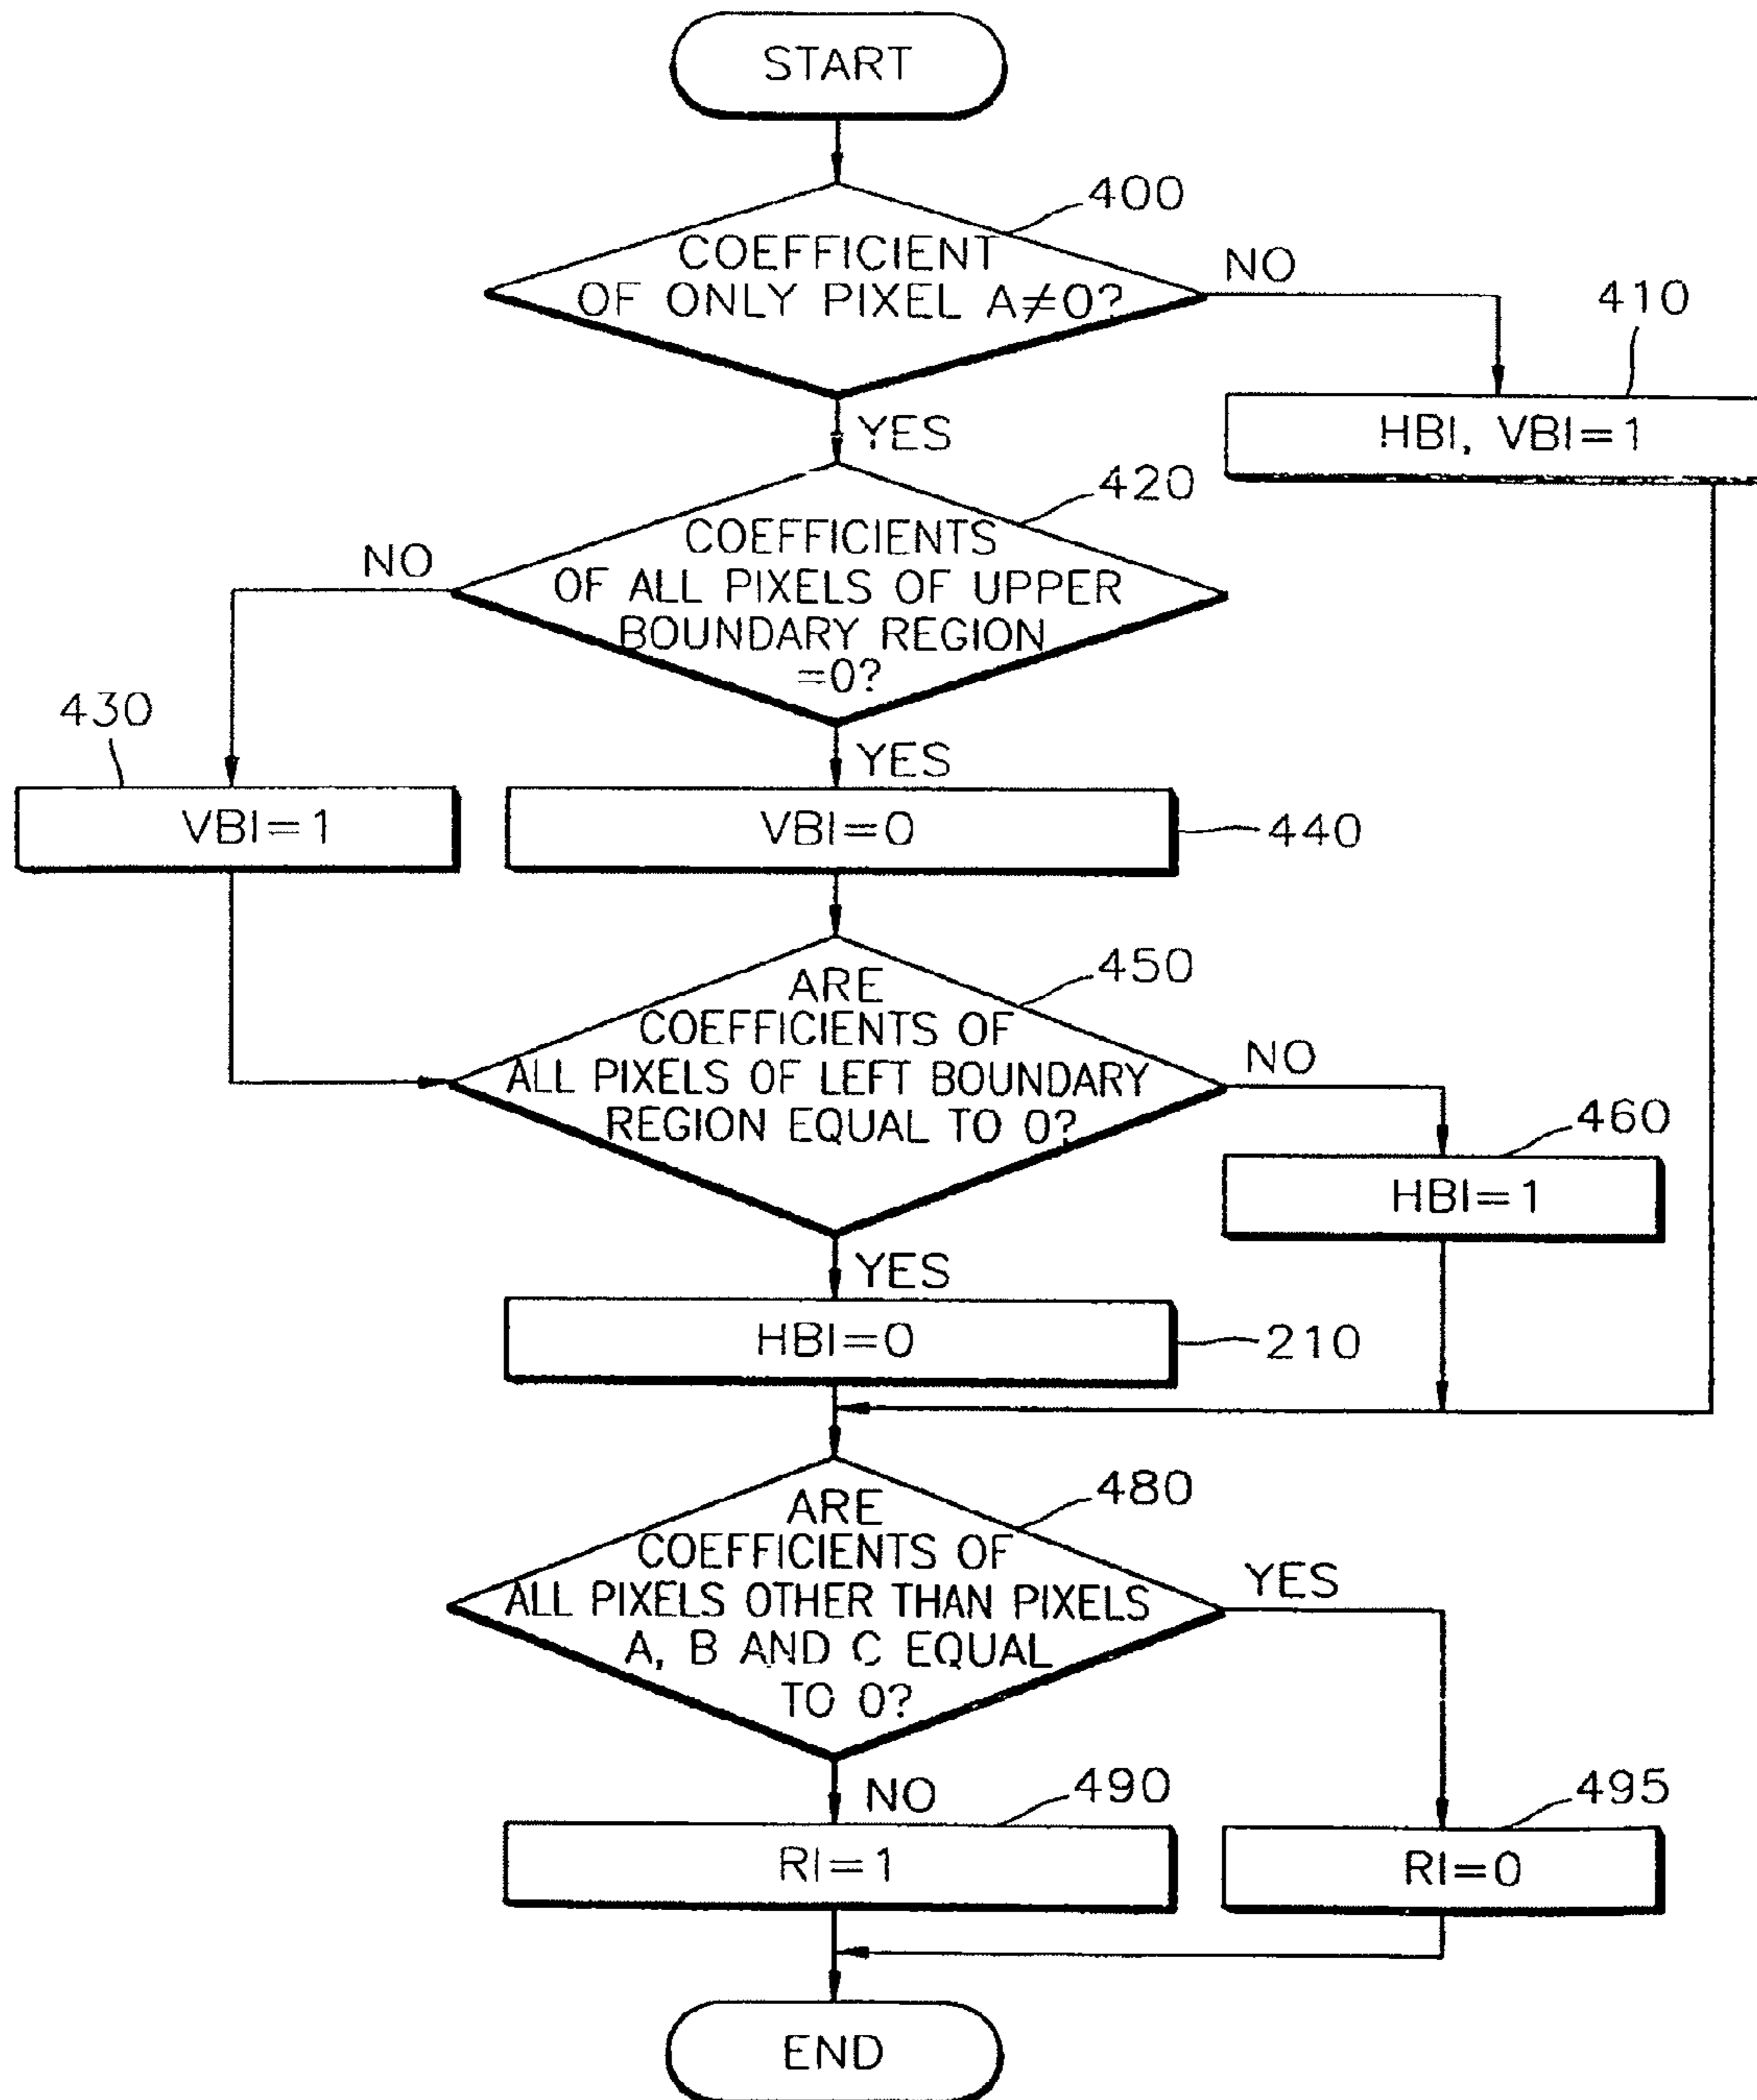 START
400
COEFFICIENT
OF ONLY PIXEL A≠0?
NO
410
HBI, VBI=1
YES
420
COEFFICIENTS
OF ALL PIXELS OF UPPER
BOUNDARY REGION
=0?
NO
430
VBI=1
YES
VBI=0
440
450
ARE
COEFFICIENTS OF
ALL PIXELS OF LEFT BOUNDARY
REGION EQUAL TO 0?
NO
460
HBI=1
YES
HBI=0
210
480
ARE
COEFFICIENTS OF
ALL PIXELS OTHER THAN PIXELS
A, B AND C EQUAL
TO 0?
YES
NO
490
RI=1
495
RI=0
END